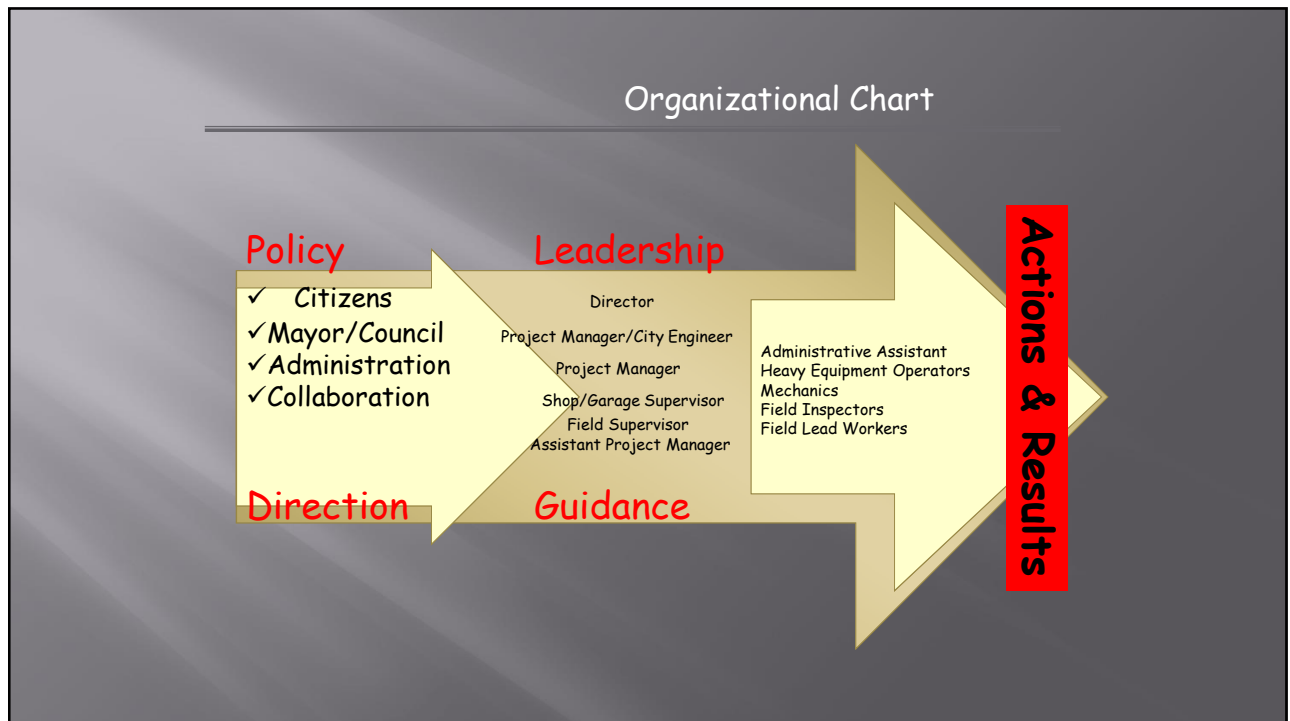 Organizational Chart
Policy
✓ Citizens
✓Mayor/Council
✓Administration
✓Collaboration
Direction
Leadership
Director
Project Manager/City Engineer
Project Manager
Shop/Garage Supervisor
Field Supervisor
Assistant Project Manager
Guidance
Administrative Assistant
Heavy Equipment Operators
Mechanics
Field Inspectors
Field Lead Workers
Actions & Results